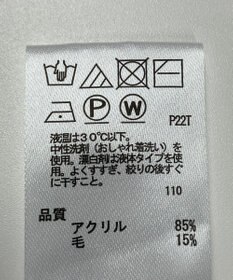 P W
P22T
液温は30℃以下。
中性洗剤（おしゃれ着洗い）を
使用。漂白剤は液体タイプを使
用。よくすすぎ、絞りの後すぐ
に干すこと。
110
品質
アクリル 85%
毛 15%